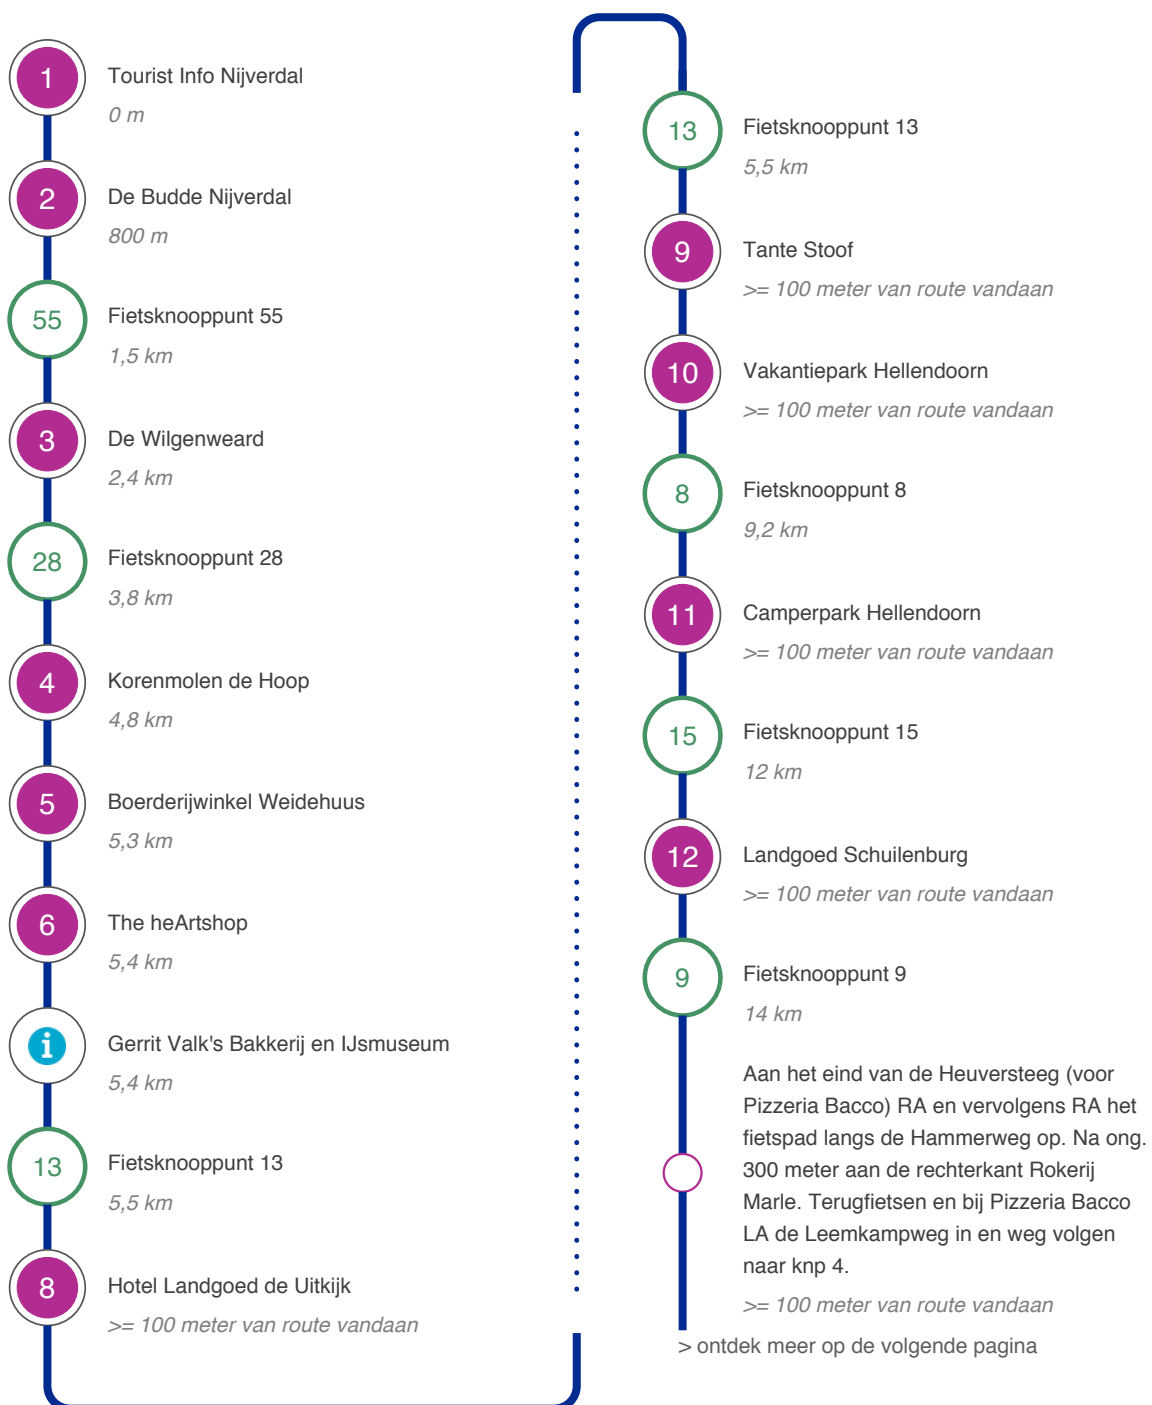 1
Tourist Info Nijverdal
0 m
2
De Budde Nijverdal
800 m
55
Fietsknooppunt 55
1,5 km
3
De Wilgenweard
2,4 km
28
Fietsknooppunt 28
3,8 km
4
Korenmolen de Hoop
4,8 km
5
Boerderijwinkel Weidehuus
5,3 km
6
The heArtshop
5,4 km
i
Gerrit Valk's Bakkerij en IJsmuseum
5,4 km
13
Fietsknooppunt 13
5,5 km
8
Hotel Landgoed de Uitkijk
>= 100 meter van route vandaan
13
Fietsknooppunt 13
5,5 km
9
Tante Stoof
>= 100 meter van route vandaan
10
Vakantiepark Hellendoorn
>= 100 meter van route vandaan
8
Fietsknooppunt 8
9,2 km
11
Camperpark Hellendoorn
>= 100 meter van route vandaan
15
Fietsknooppunt 15
12 km
12
Landgoed Schuilenburg
>= 100 meter van route vandaan
9
Fietsknooppunt 9
14 km
Aan het eind van de Heuversteeg (voor
Pizzeria Bacco) RA en vervolgens RA het
fietspad langs de Hammerweg op. Na ong.
300 meter aan de rechterkant Rokerij
Marle. Terugfietsen en bij Pizzeria Bacco
LA de Leemkampweg in en weg volgen
naar knp 4.
>= 100 meter van route vandaan
> ontdek meer op de volgende pagina